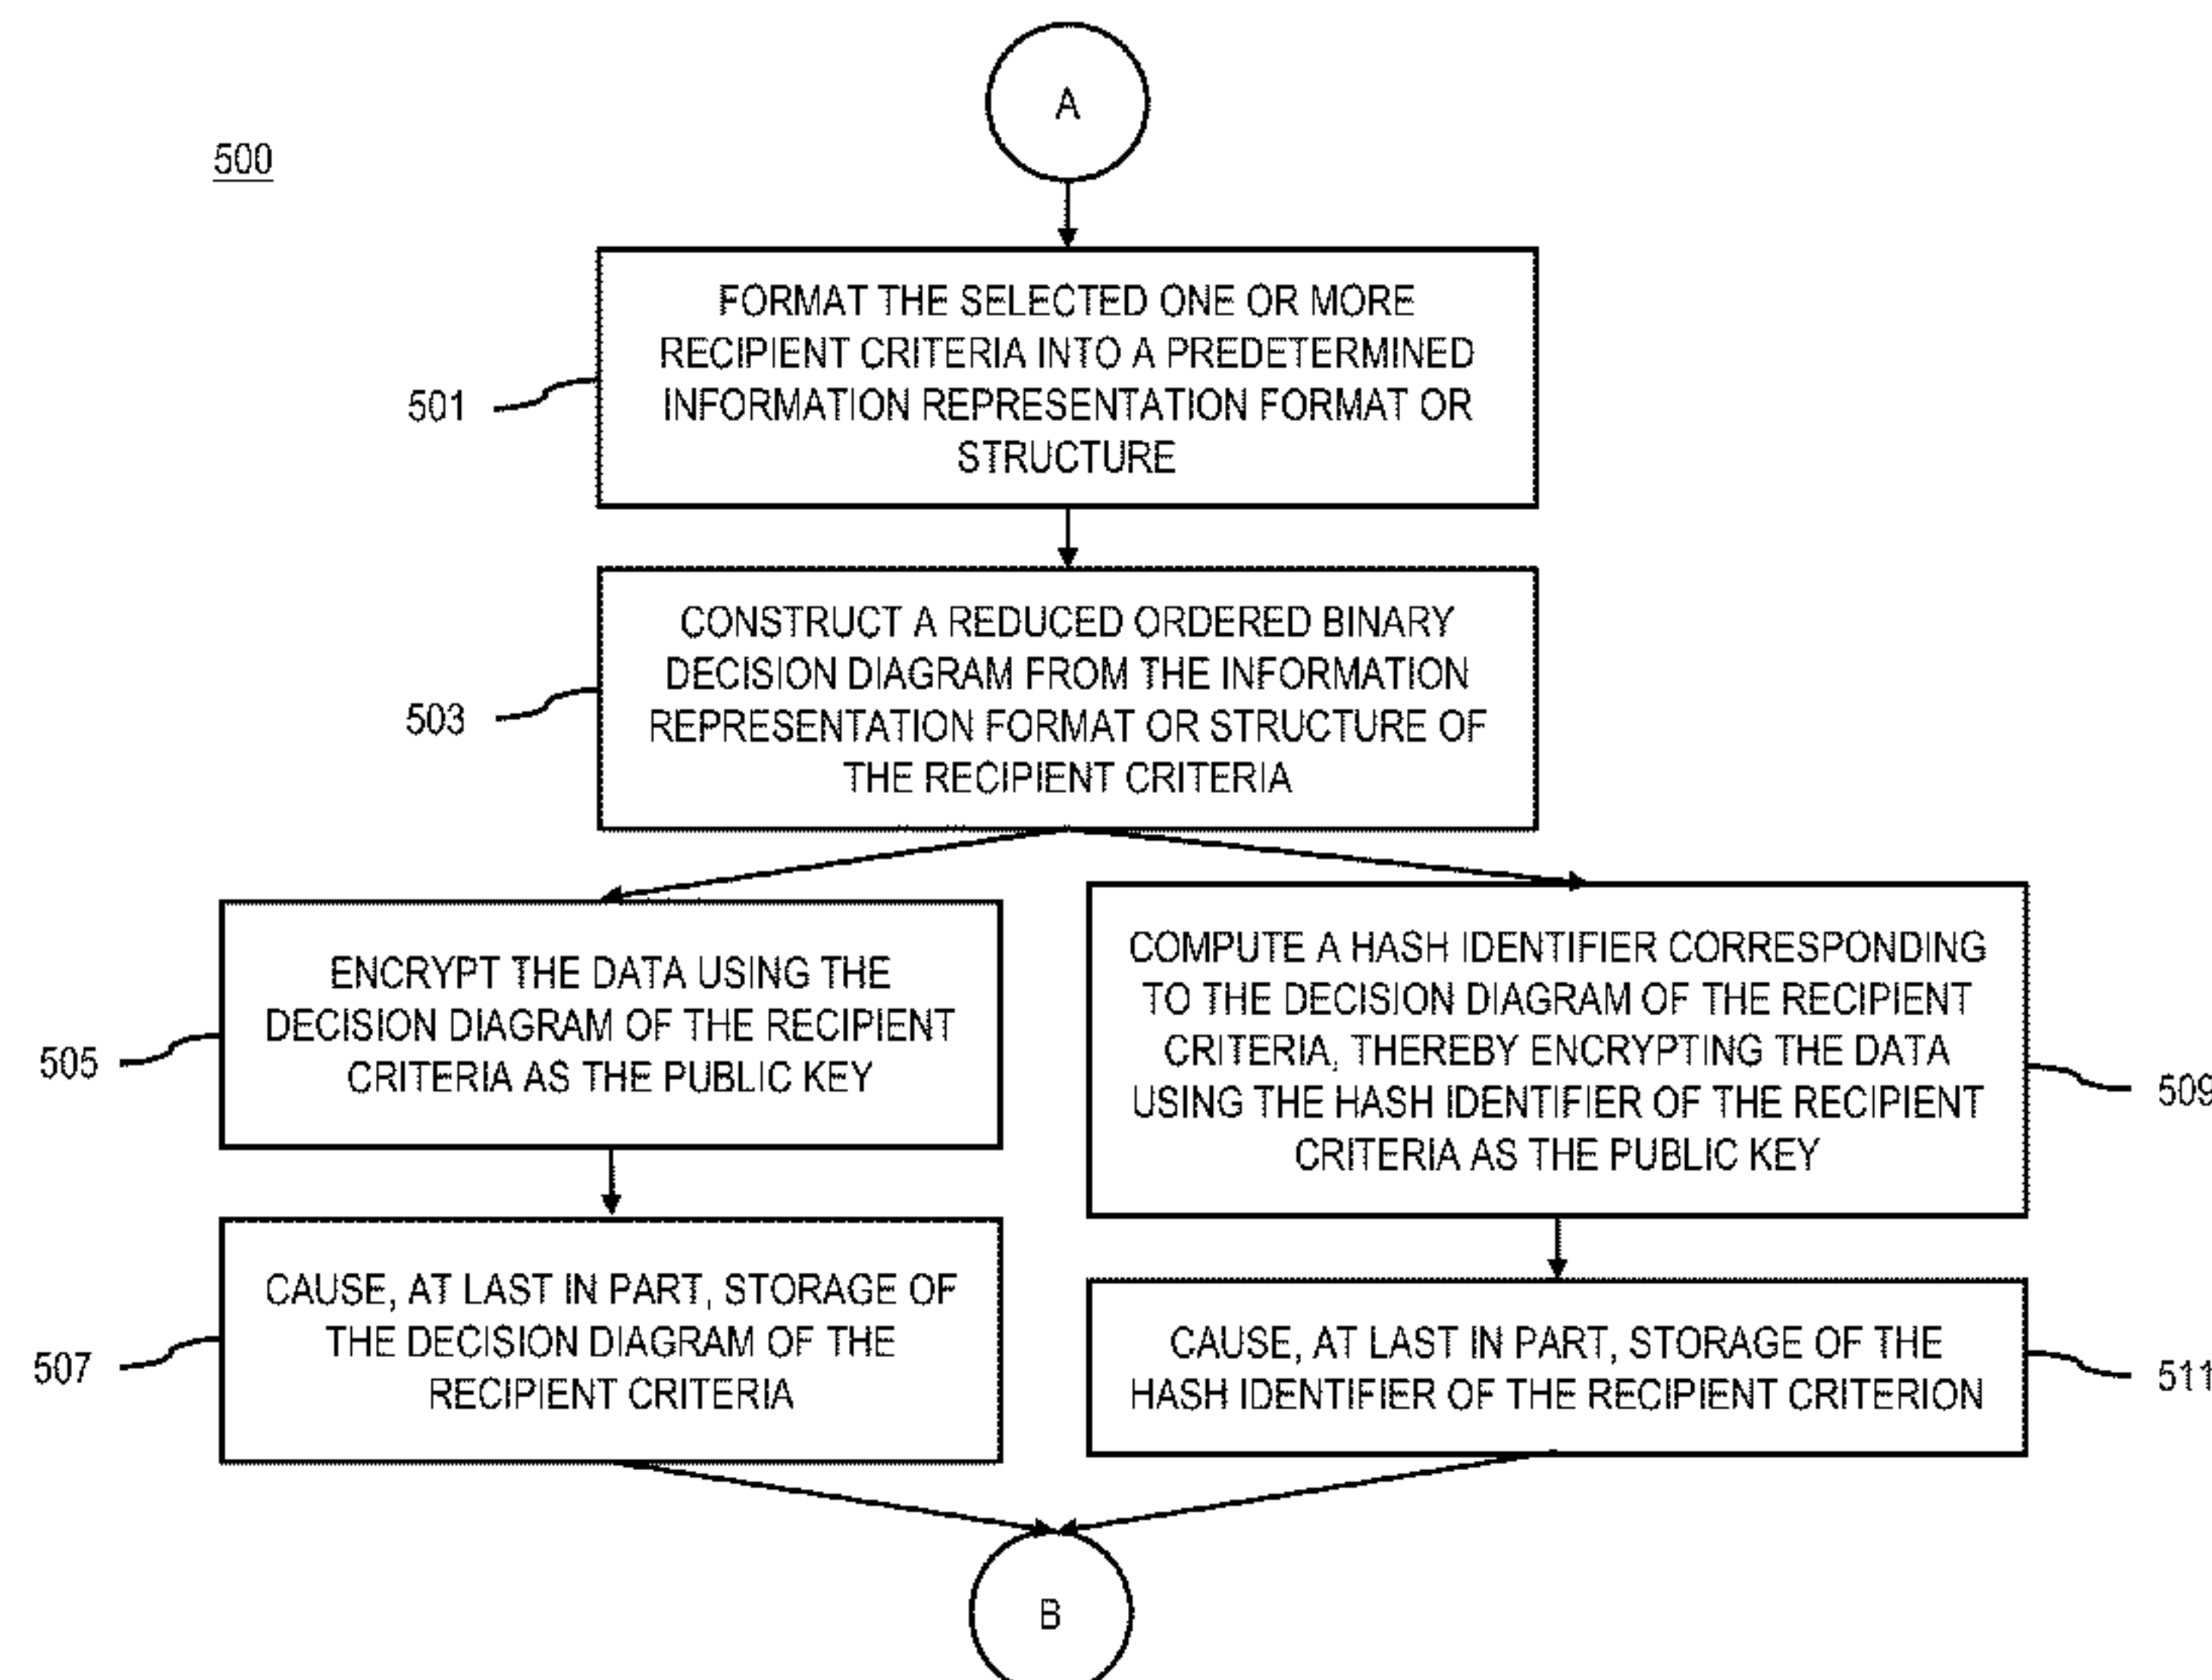 A
500
FORMAT THE SELECTED ONE OR MORE
RECIPIENT CRITERIA INTO A PREDETERMINED
INFORMATION REPRESENTATION FORMAT OR
STRUCTURE
501
CONSTRUCT A REDUCED ORDERED BINARY
DECISION DIAGRAM FROM THE INFORMATION
REPRESENTATION FORMAT OR STRUCTURE OF
THE RECIPIENT CRITERIA
503
ENCRYPT THE DATA USING THE
DECISION DIAGRAM OF THE RECIPIENT
CRITERIA AS THE PUBLIC KEY
505
COMPUTE A HASH IDENTIFIER CORRESPONDING
TO THE DECISION DIAGRAM OF THE RECIPIENT
CRITERIA, THEREBY ENCRYPTING THE DATA
USING THE HASH IDENTIFIER OF THE RECIPIENT
CRITERIA AS THE PUBLIC KEY
509
CAUSE, AT LAST IN PART, STORAGE OF
THE DECISION DIAGRAM OF THE
RECIPIENT CRITERIA
507
CAUSE, AT LAST IN PART, STORAGE OF THE
HASH IDENTIFIER OF THE RECIPIENT CRITERION
511
B